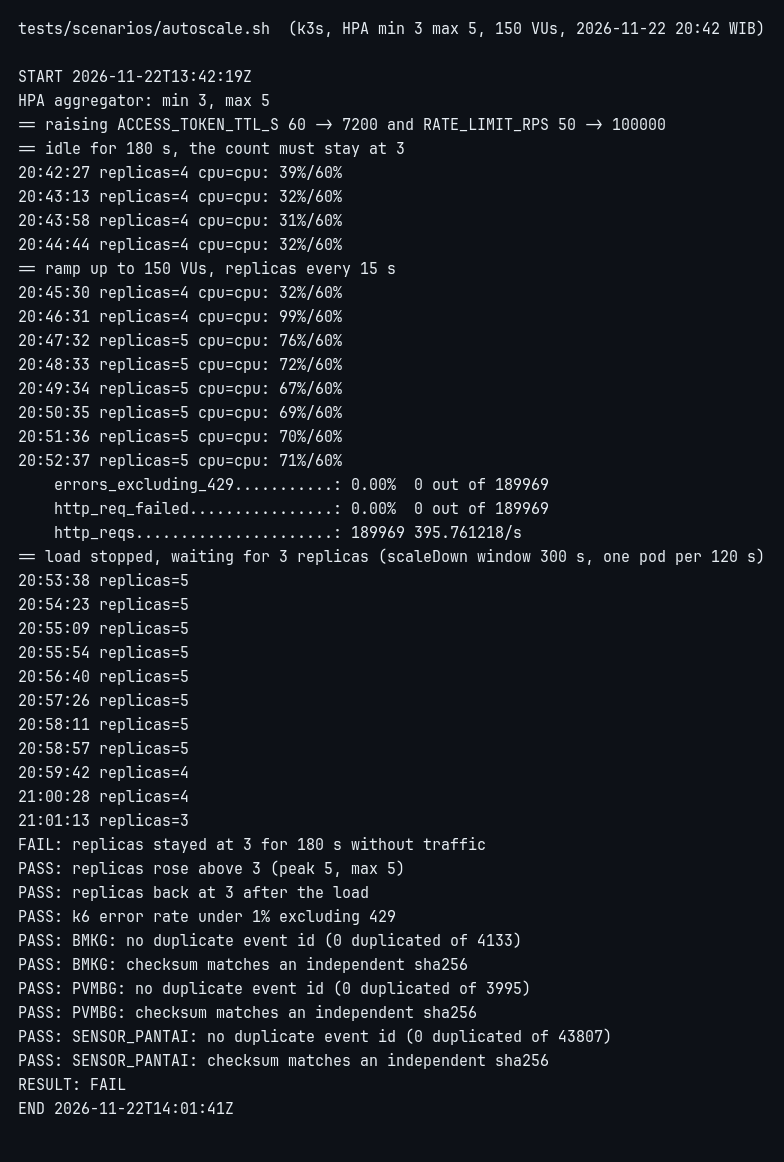 tests/scenarios/autoscale.sh  (k3s, HPA min 3 max 5, 150 VUs, 2026-11-22 20:42 WIB)
START 2026-11-22T13:42:19Z
HPA aggregator: min 3, max 5
== raising ACCESS_TOKEN_TTL_S 60 -> 7200 and RATE_LIMIT_RPS 50 -> 100000
== idle for 180 s, the count must stay at 3
20:42:27 replicas=4 cpu=cpu: 39%/60%
20:43:13 replicas=4 cpu=cpu: 32%/60%
20:43:58 replicas=4 cpu=cpu: 31%/60%
20:44:44 replicas=4 cpu=cpu: 32%/60%
== ramp up to 150 VUs, replicas every 15 s
20:45:30 replicas=4 cpu=cpu: 32%/60%
20:46:31 replicas=4 cpu=cpu: 99%/60%
20:47:32 replicas=5 cpu=cpu: 76%/60%
20:48:33 replicas=5 cpu=cpu: 72%/60%
20:49:34 replicas=5 cpu=cpu: 67%/60%
20:50:35 replicas=5 cpu=cpu: 69%/60%
20:51:36 replicas=5 cpu=cpu: 70%/60%
20:52:37 replicas=5 cpu=cpu: 71%/60%
    errors_excluding_429...........: 0.00%  0 out of 189969
    http_req_failed................: 0.00%  0 out of 189969
    http_reqs......................: 189969 395.761218/s
== load stopped, waiting for 3 replicas (scaleDown window 300 s, one pod per 120 s)
20:53:38 replicas=5
20:54:23 replicas=5
20:55:09 replicas=5
20:55:54 replicas=5
20:56:40 replicas=5
20:57:26 replicas=5
20:58:11 replicas=5
20:58:57 replicas=5
20:59:42 replicas=4
21:00:28 replicas=4
21:01:13 replicas=3
FAIL: replicas stayed at 3 for 180 s without traffic
PASS: replicas rose above 3 (peak 5, max 5)
PASS: replicas back at 3 after the load
PASS: k6 error rate under 1% excluding 429
PASS: BMKG: no duplicate event id (0 duplicated of 4133)
PASS: BMKG: checksum matches an independent sha256
PASS: PVMBG: no duplicate event id (0 duplicated of 3995)
PASS: PVMBG: checksum matches an independent sha256
PASS: SENSOR_PANTAI: no duplicate event id (0 duplicated of 43807)
PASS: SENSOR_PANTAI: checksum matches an independent sha256
RESULT: FAIL
END 2026-11-22T14:01:41Z